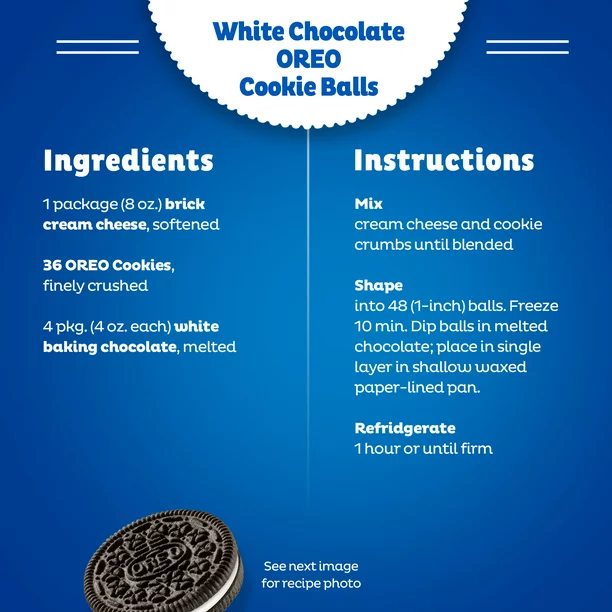 White Chocolate
OREO
Cookie Balls
Ingredients
1 package (8 oz.) brick
cream cheese, softened
36 OREO Cookies,
finely crushed
4 pkg. (4 oz. each) white
baking chocolate, melted
Instructions
Mix
cream cheese and cookie
crumbs until blended
Shape
into 48 (1-inch) balls. Freeze
10 min. Dip balls in melted
chocolate; place in single
layer in shallow waxed
paper-lined pan.
Refridgerate
1 hour or until firm
OREO
See next image
for recipe photo